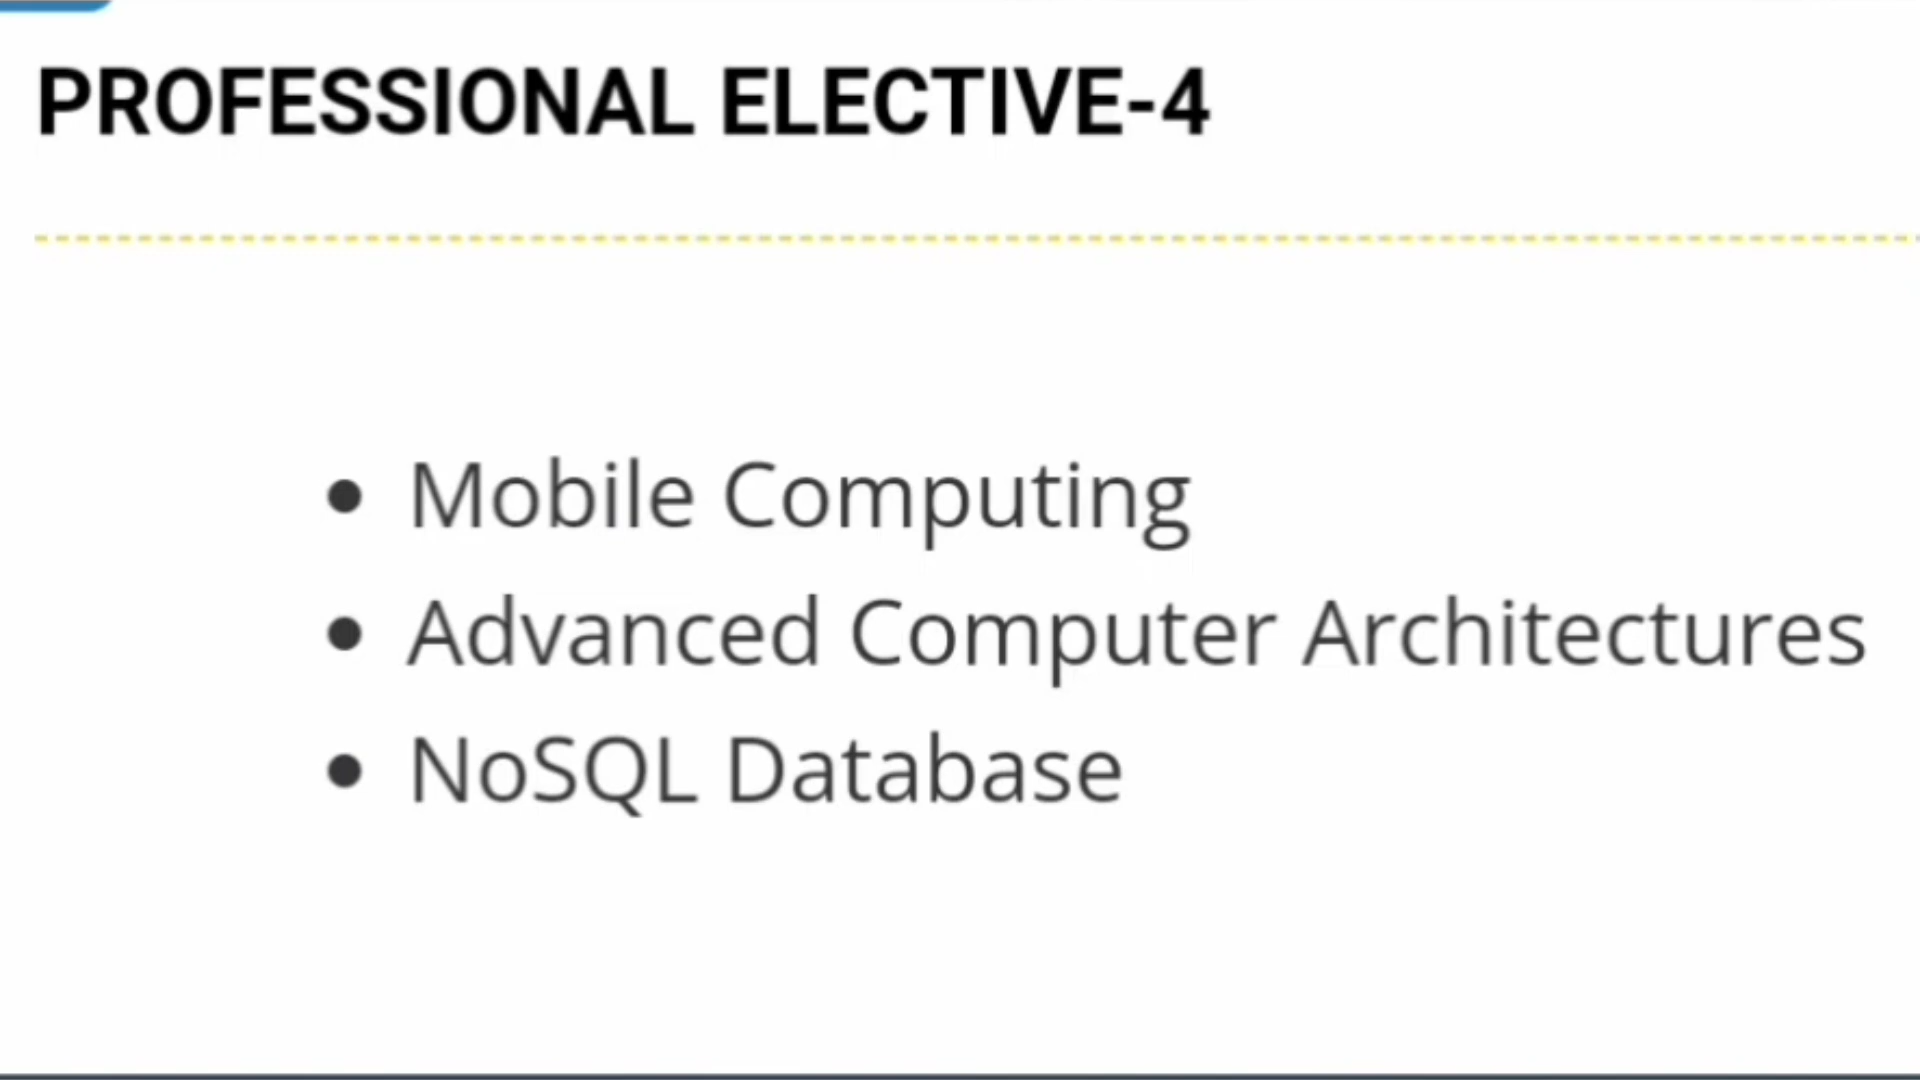 PROFESSIONAL ELECTIVE-4
Mobile Computing
Advanced Computer Architectures
NoSQL Database